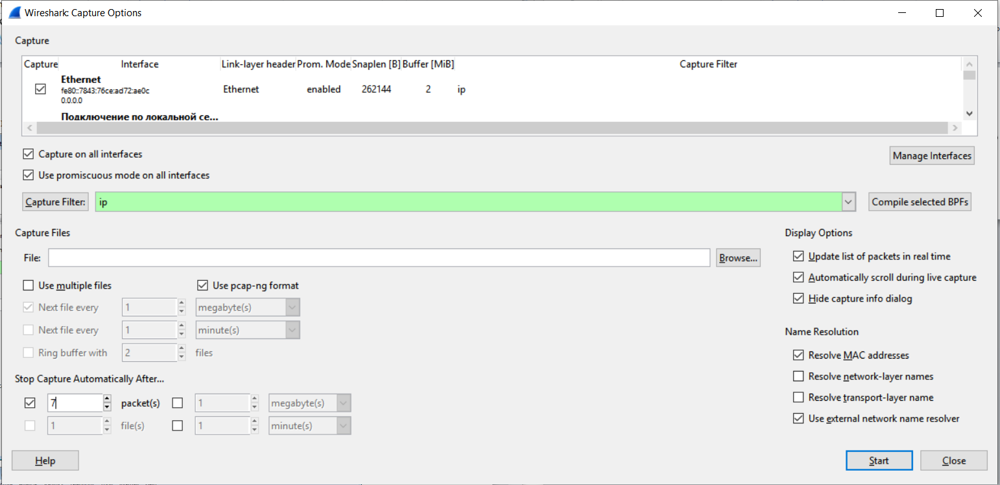 Wireshark: Capture Options
Capture
Capture Interface Link-layer header Prom. Mode Snaplen [B] Buffer [MiB] Capture Filter
Ethernet
fe80::7843:76ce:ad72:ae0c
0.0.0.0
Ethernet enabled 262144 2 ip
Подключение по локальной се...
Capture on all interfaces
Manage Interfaces
Use promiscuous mode on all interfaces
Capture Filter: ip Compile selected BPFs
Capture Files
File: Browse...
Use multiple files Use pcap-ng format
Next file every 1 megabyte(s)
Next file every 1 minute(s)
Ring buffer with 2 files
Stop Capture Automatically After...
7 packet(s) 1 megabyte(s)
1 file(s) 1 minute(s)
Display Options
Update list of packets in real time
Automatically scroll during live capture
Hide capture info dialog
Name Resolution
Resolve MAC addresses
Resolve network-layer names
Resolve transport-layer name
Use external network name resolver
Help Start Close